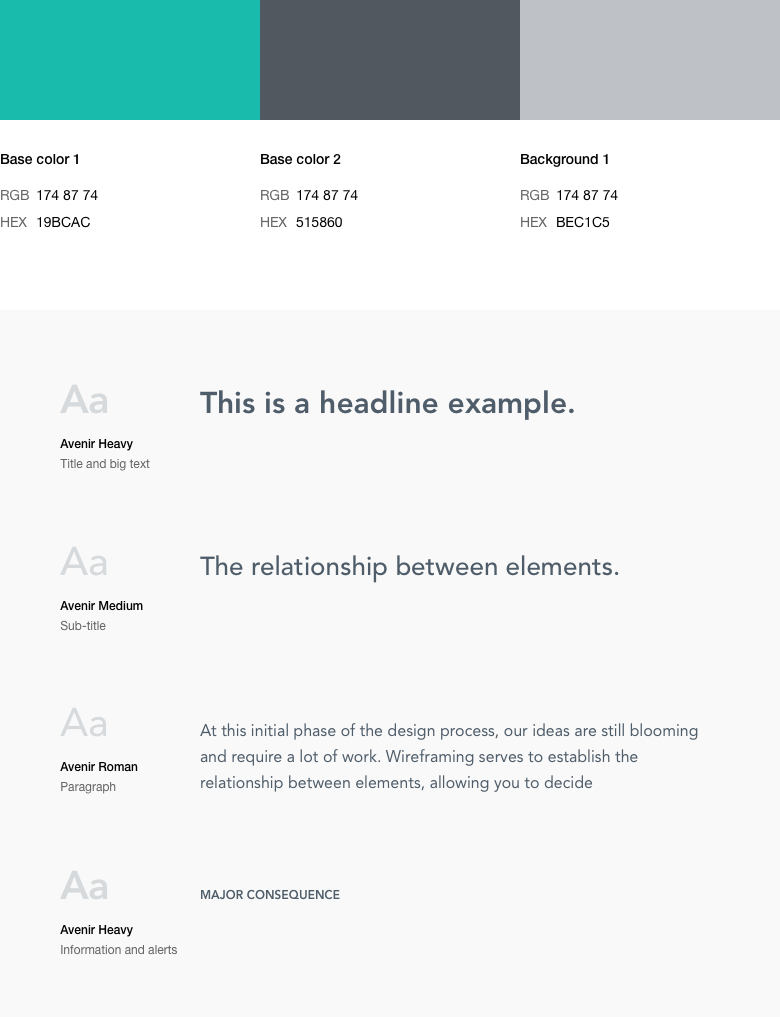 Base color 1
RGB 174 87 74
HEX 19BCAC
Base color 2
RGB 174 87 74
HEX 515860
Background 1
RGB 174 87 74
HEX BEC1C5
Aa
Avenir Heavy
Title and big text
This is a headline example.
Aa
Avenir Medium
Sub-title
The relationship between elements.
Aa
Avenir Roman
Paragraph
At this initial phase of the design process, our ideas are still blooming
and require a lot of work. Wireframing serves to establish the
relationship between elements, allowing you to decide
Aa
Avenir Heavy
Information and alerts
MAJOR CONSEQUENCE